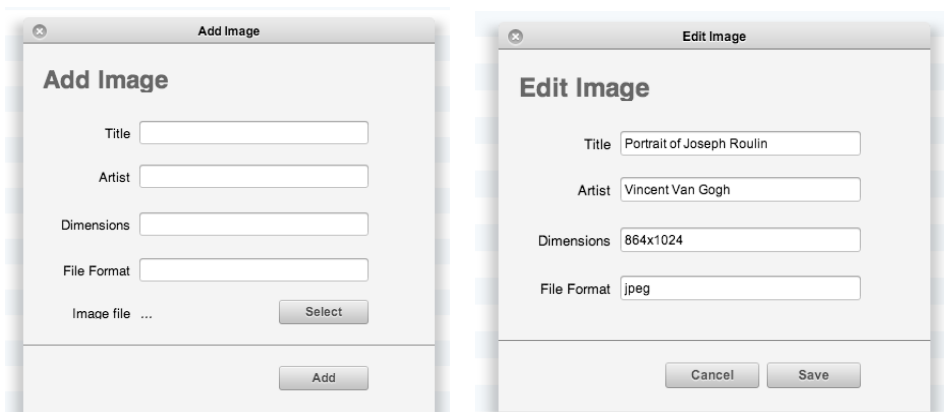 Add Image
Add Image
Title
Artist
Dimensions
File Format
Image file ... Select
Add
Edit Image
Edit Image
Title Portrait of Joseph Roulin
Artist Vincent Van Gogh
Dimensions 864x1024
File Format jpeg
Cancel Save